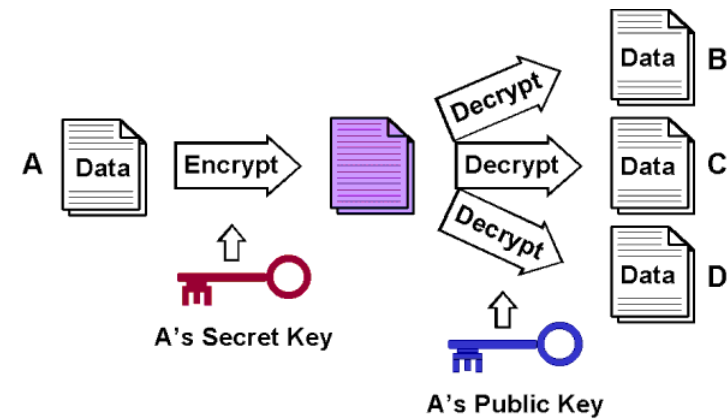 A
Data
Encrypt
A's Secret Key
Decrypt
Decrypt
Decrypt
A's Public Key
Data
B
Data
C
Data
D